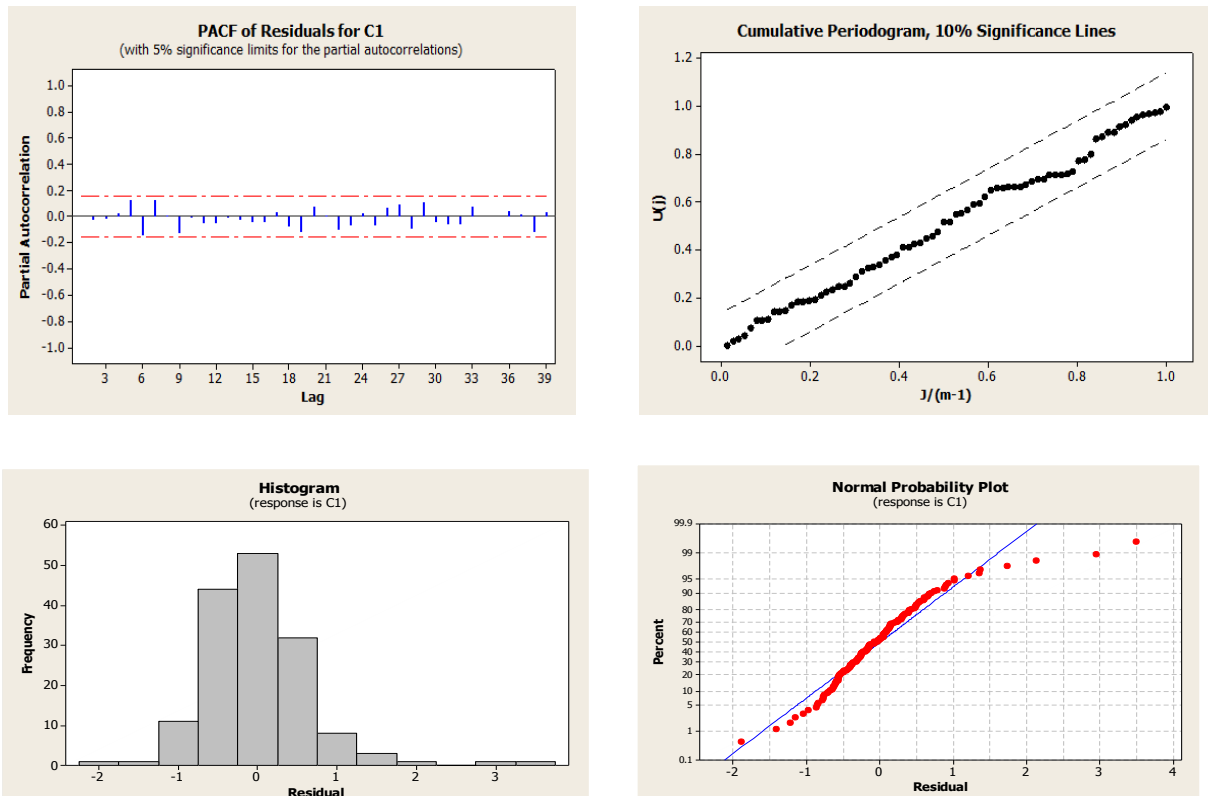 PACF of Residuals for C1
(with 5% significance limits for the partial autocorrelations)
1.0
0.8
0.6
0.4
0.2
0.0
-0.2
-0.4
-0.6
-0.8
-1.0
Partial Autocorrelation
3 6 9 12 15 18 21 24 27 30 33 36 39
Lag
Cumulative Periodogram, 10% Significance Lines
1.2
1.0
0.8
0.6
0.4
0.2
0.0
U(j)
0.0 0.2 0.4 0.6 0.8 1.0
J/(m-1)
Histogram
(response is C1)
60
50
40
30
20
10
0
Frequency
-2 -1 0 1 2 3
Residual
Normal Probability Plot
(response is C1)
99.9
99
95
90
80
70
60
50
40
30
20
10
5
1
0.1
Percent
-2 -1 0 1 2 3 4
Residual